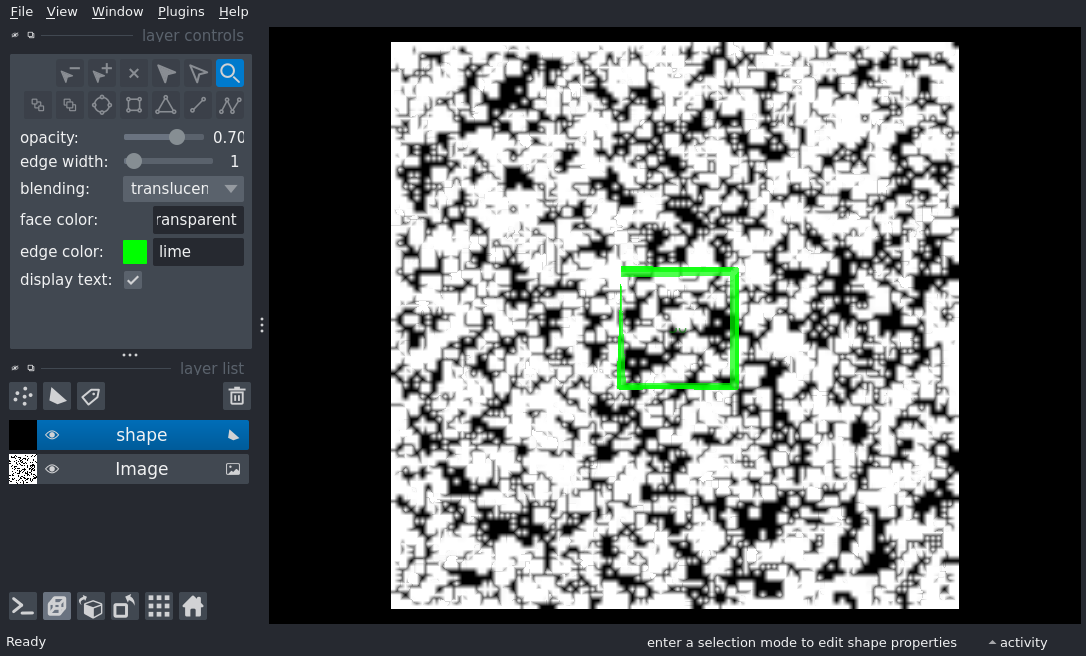 File View Window Plugins Help
layer controls
opacity: 0.70
edge width: 1
blending: translucen
face color: ransparent
edge color: lime
display text:
layer list
shape
Image
Ready
enter a selection mode to edit shape properties
activity